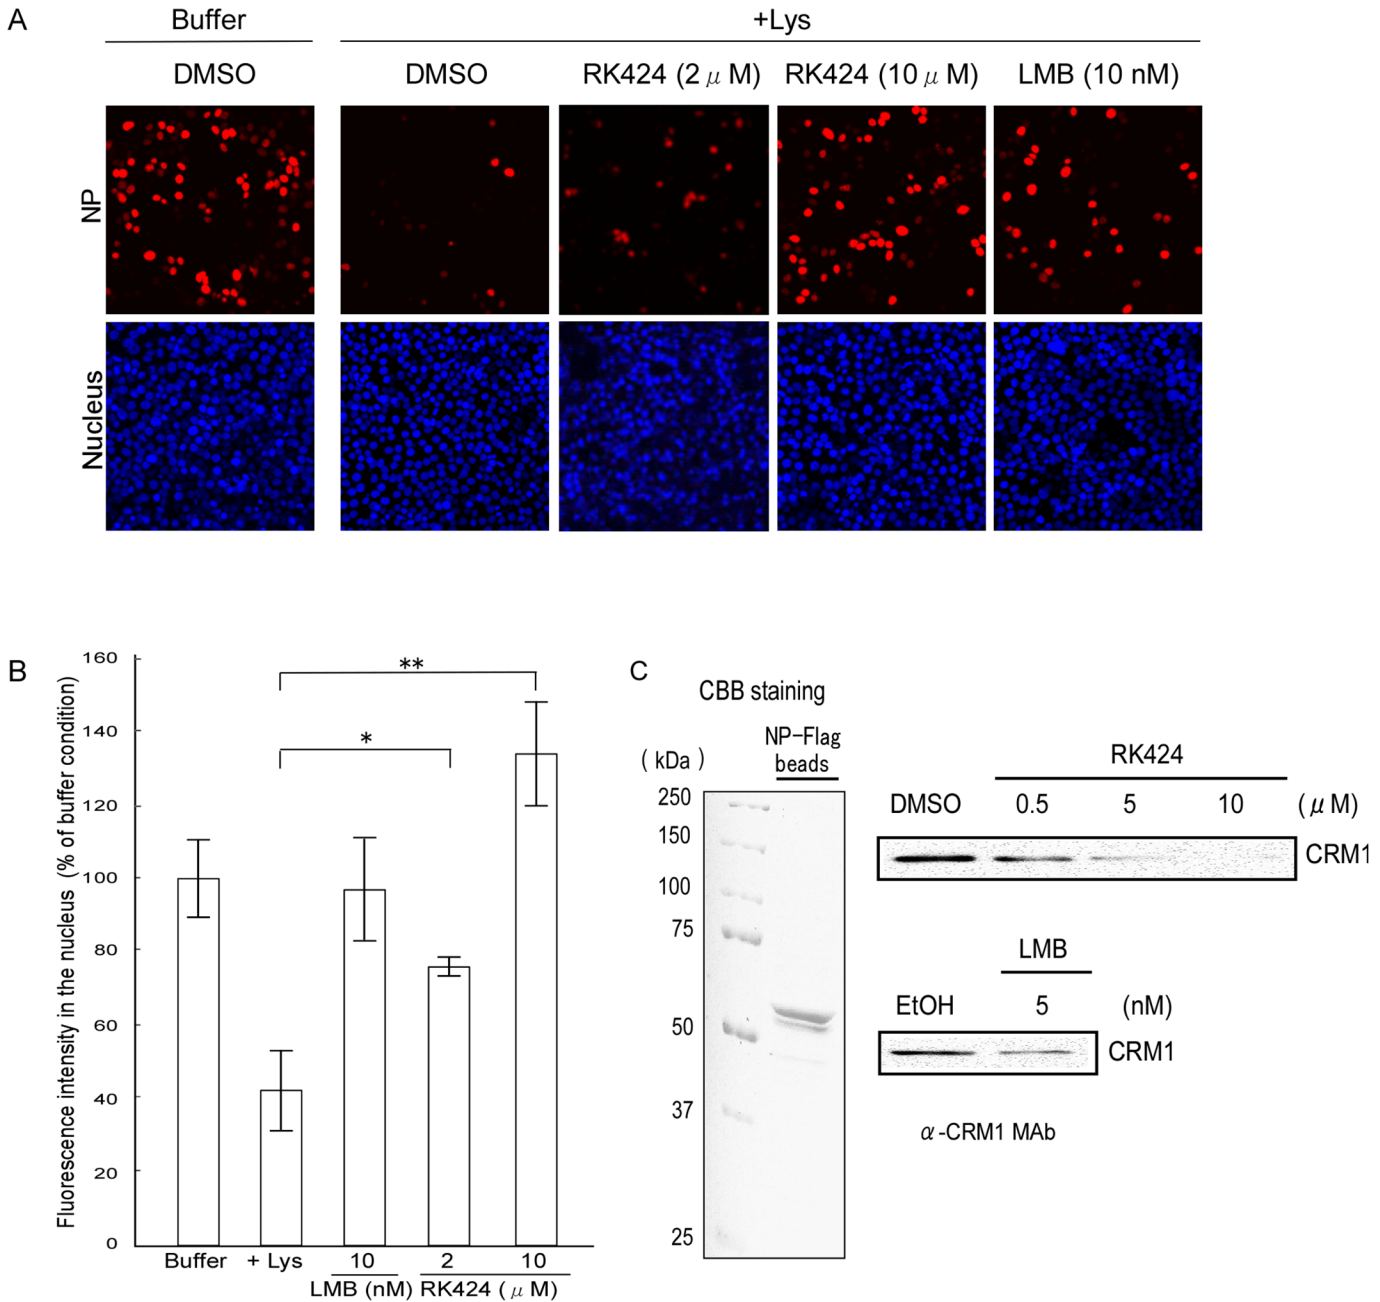 A
Buffer
+Lys
DMSO
DMSO
RK424 (2 μ M)
RK424 (10 μ M)
LMB (10 nM)
NP
Nucleus
B
Fluorescence intensity in the nucleus (% of buffer condition)
160
140
120
100
80
60
40
20
0
**
*
Buffer
+ Lys
10
2
10
LMB (nM)
RK424 ( μ M)
C
CBB staining
NP-Flag
beads
( kDa )
250
150
100
75
50
37
25
RK424
DMSO
0.5
5
10
( μ M)
CRM1
LMB
EtOH
5
(nM)
CRM1
α-CRM1 MAb